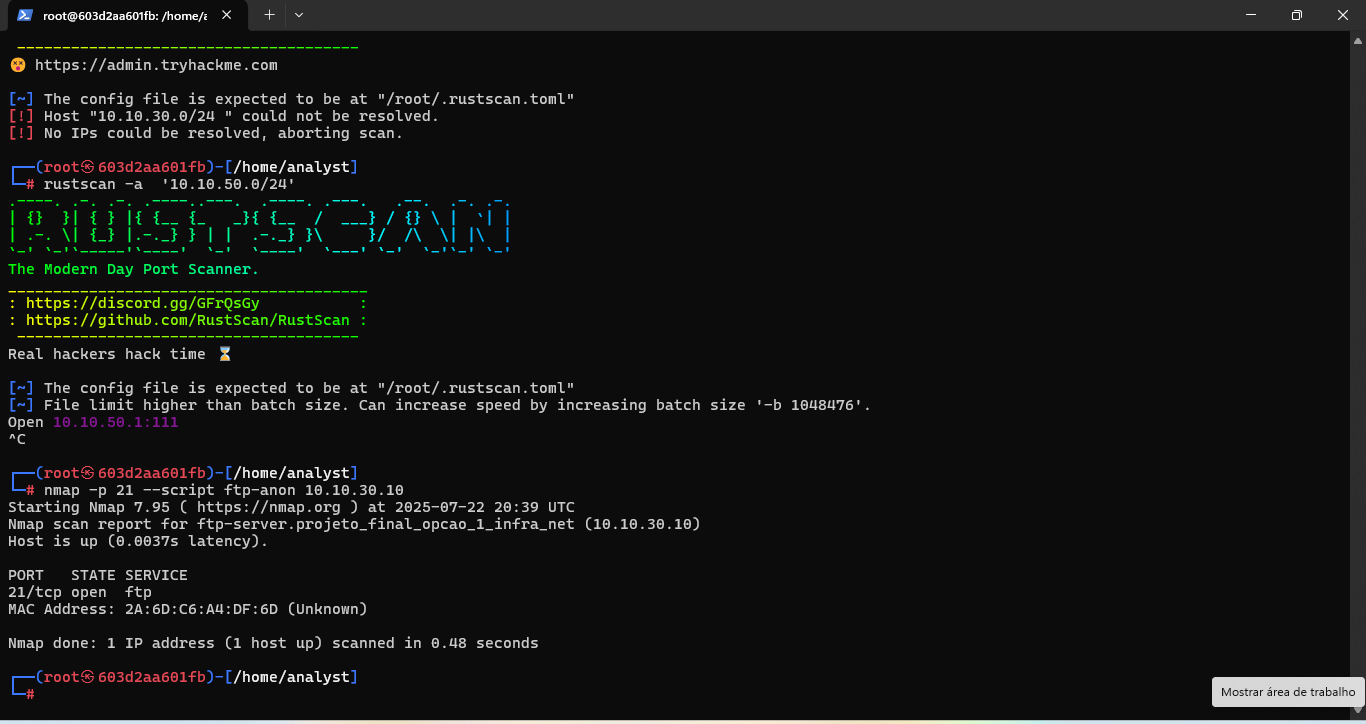 root@603d2aa601fb: /home/a
https://admin.tryhackme.com
[~] The config file is expected to be at "/root/.rustscan.toml"
[!] Host "10.10.30.0/24 " could not be resolved.
[!] No IPs could be resolved, aborting scan.
┌──(root㉿603d2aa601fb)-[/home/analyst]
└─# rustscan -a  '10.10.50.0/24'
RUSTSCAN
The Modern Day Port Scanner.
: https://discord.gg/GFrQsGy           :
: https://github.com/RustScan/RustScan :
Real hackers hack time ⌛
[~] The config file is expected to be at "/root/.rustscan.toml"
[~] File limit higher than batch size. Can increase speed by increasing batch size '-b 1048476'.
Open 10.10.50.1:111
^C
┌──(root㉿603d2aa601fb)-[/home/analyst]
└─# nmap -p 21 --script ftp-anon 10.10.30.10
Starting Nmap 7.95 ( https://nmap.org ) at 2025-07-22 20:39 UTC
Nmap scan report for ftp-server.projeto_final_opcao_1_infra_net (10.10.30.10)
Host is up (0.0037s latency).
PORT   STATE SERVICE
21/tcp open  ftp
MAC Address: 2A:6D:C6:A4:DF:6D (Unknown)
Nmap done: 1 IP address (1 host up) scanned in 0.48 seconds
┌──(root㉿603d2aa601fb)-[/home/analyst]
└─#
Mostrar área de trabalho